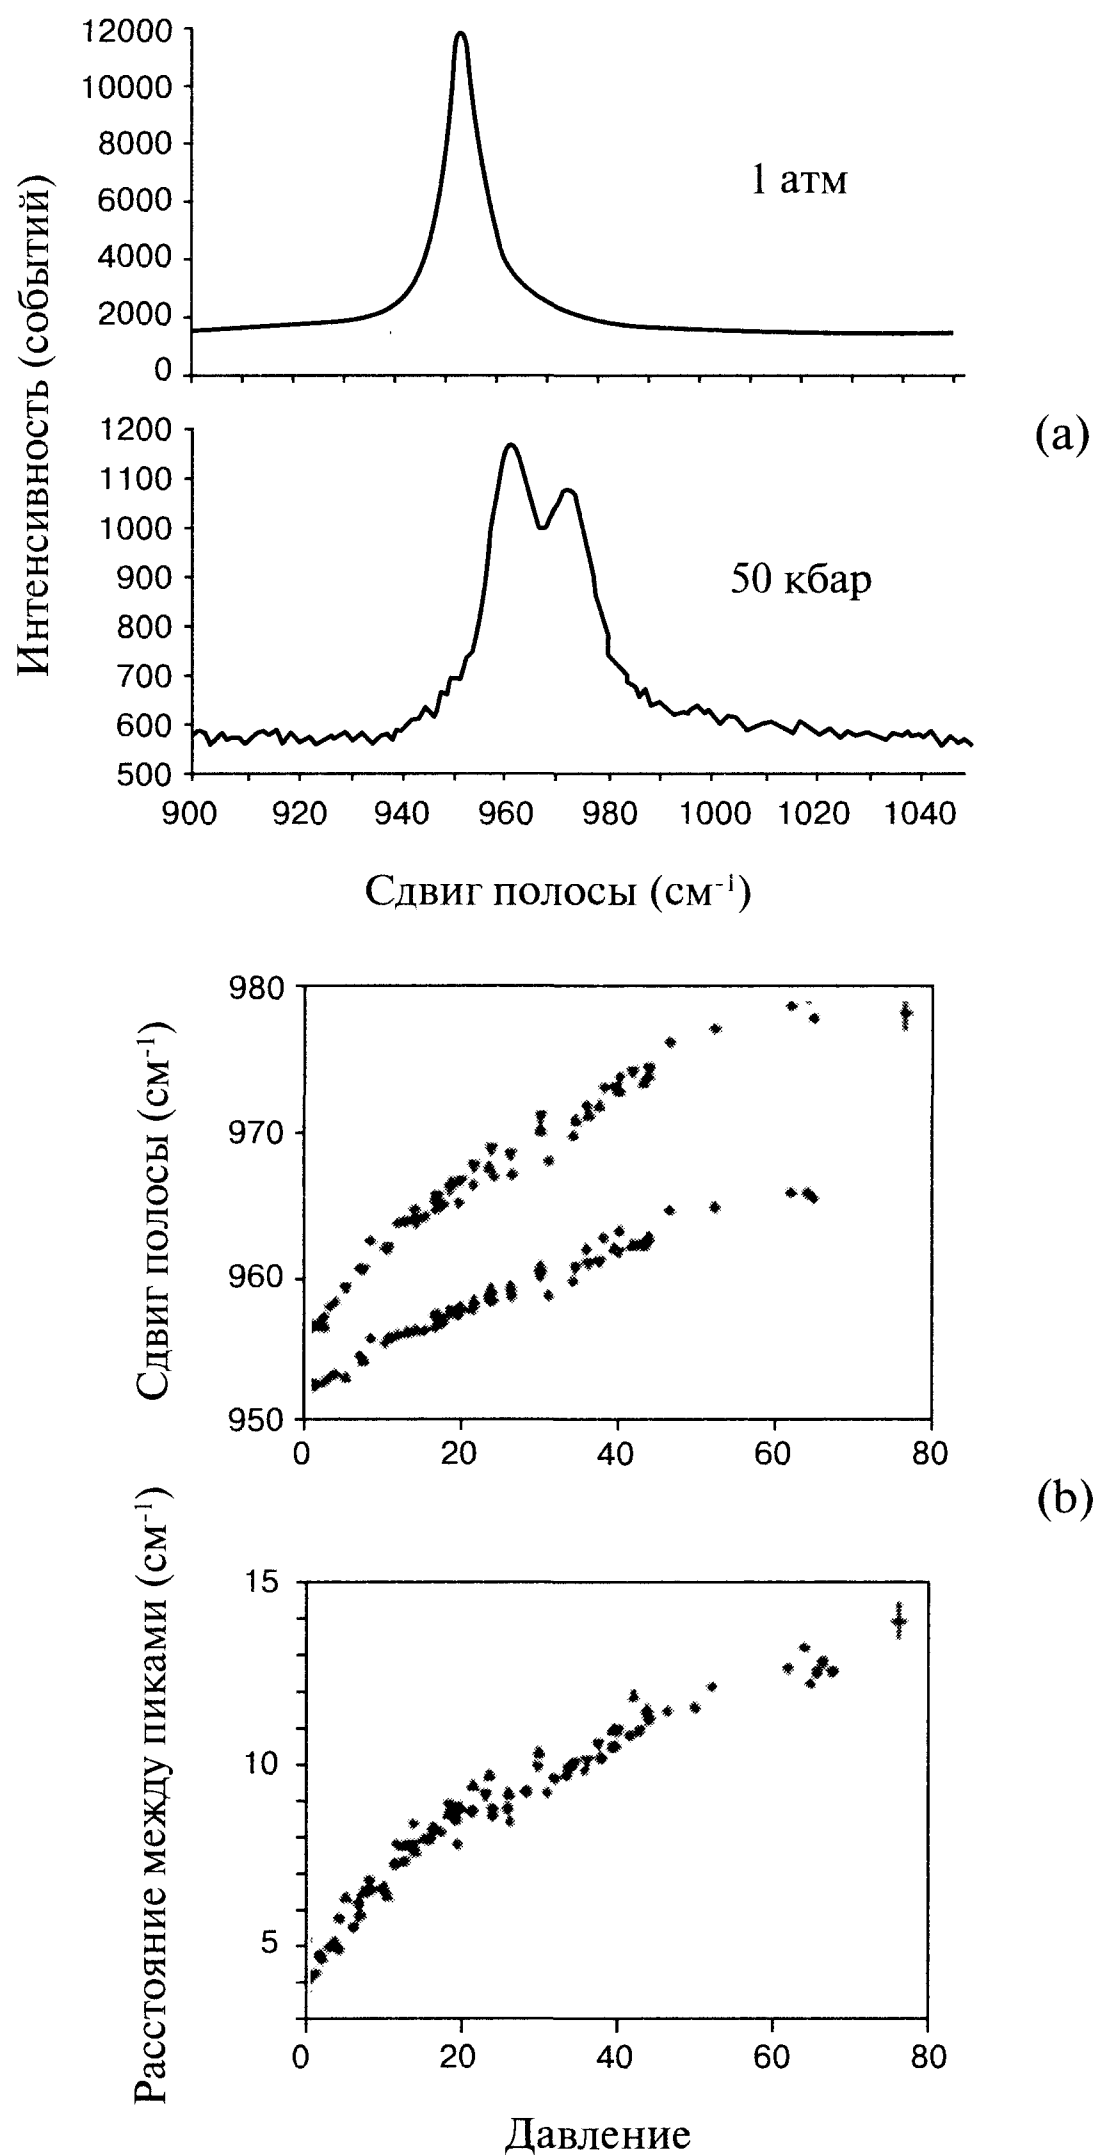 12000
10000
8000
6000
4000
2000
0
1 атм
Интенсивность (событий)
(a)
1200
1100
1000
900
800
700
600
500
50 кбар
900 920 940 960 980 1000 1020 1040
Сдвиг полосы (см⁻¹)
980
970
960
950
Сдвиг полосы (см⁻¹)
0 20 40 60 80
(b)
15
10
5
Расстояние между пиками (см⁻¹)
0 20 40 60 80
Давление